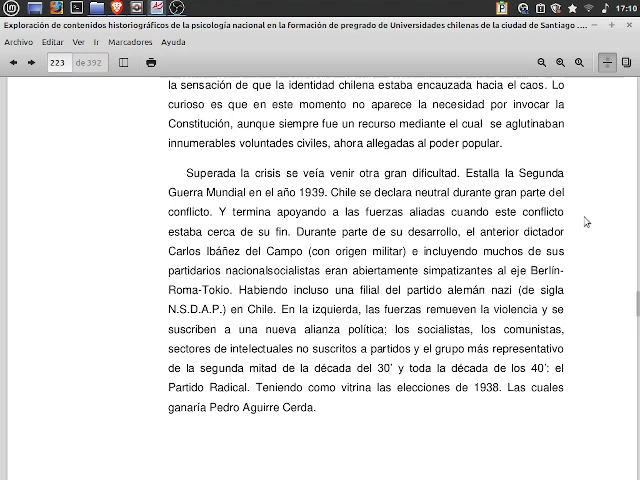 17:10
Exploración de contenidos historiográficos de la psicología nacional en la formación de pregrado de Universidades chilenas de la ciudad de Santiago ....
Archivo Editar Ver Ir Marcadores Ayuda
223 de 392
la sensación de que la identidad chilena estaba encauzada hacia el caos. Lo
curioso es que en este momento no aparece la necesidad por invocar la
Constitución, aunque siempre fue un recurso mediante el cual se aglutinaban
innumerables voluntades civiles, ahora allegadas al poder popular.
Superada la crisis se veía venir otra gran dificultad. Estalla la Segunda
Guerra Mundial en el año 1939. Chile se declara neutral durante gran parte del
conflicto. Y termina apoyando a las fuerzas aliadas cuando este conflicto
estaba cerca de su fin. Durante parte de su desarrollo, el anterior dictador
Carlos Ibáñez del Campo (con origen militar) e incluyendo muchos de sus
partidarios nacionalsocialistas eran abiertamente simpatizantes al eje Berlín-
Roma-Tokio. Habiendo incluso una filial del partido alemán nazi (de sigla
N.S.D.A.P.) en Chile. En la izquierda, las fuerzas remueven la violencia y se
suscriben a una nueva alianza política; los socialistas, los comunistas,
sectores de intelectuales no suscritos a partidos y el grupo más representativo
de la segunda mitad de la década del 30' y toda la década de los 40'; el
Partido Radical. Teniendo como vitrina las elecciones de 1938. Las cuales
ganaría Pedro Aguirre Cerda.